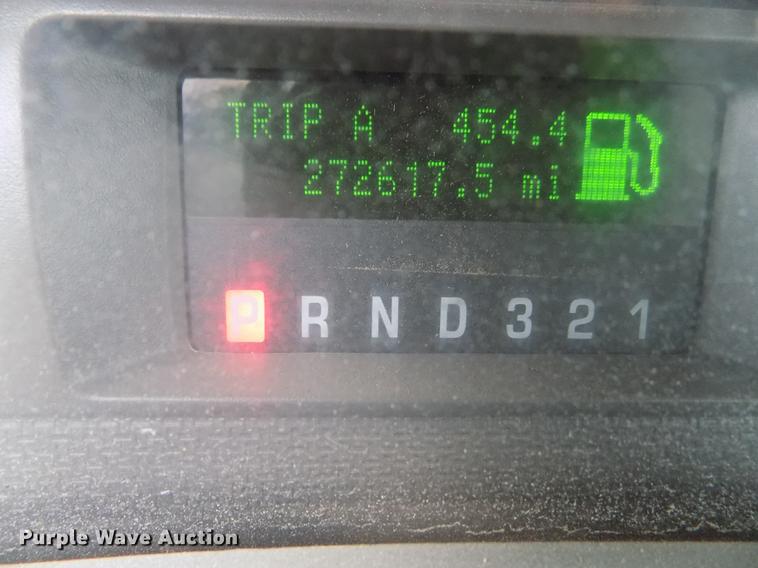 TRIP A 454.4
272617.5 mi
P R N D 3 2 1
Purple Wave Auction